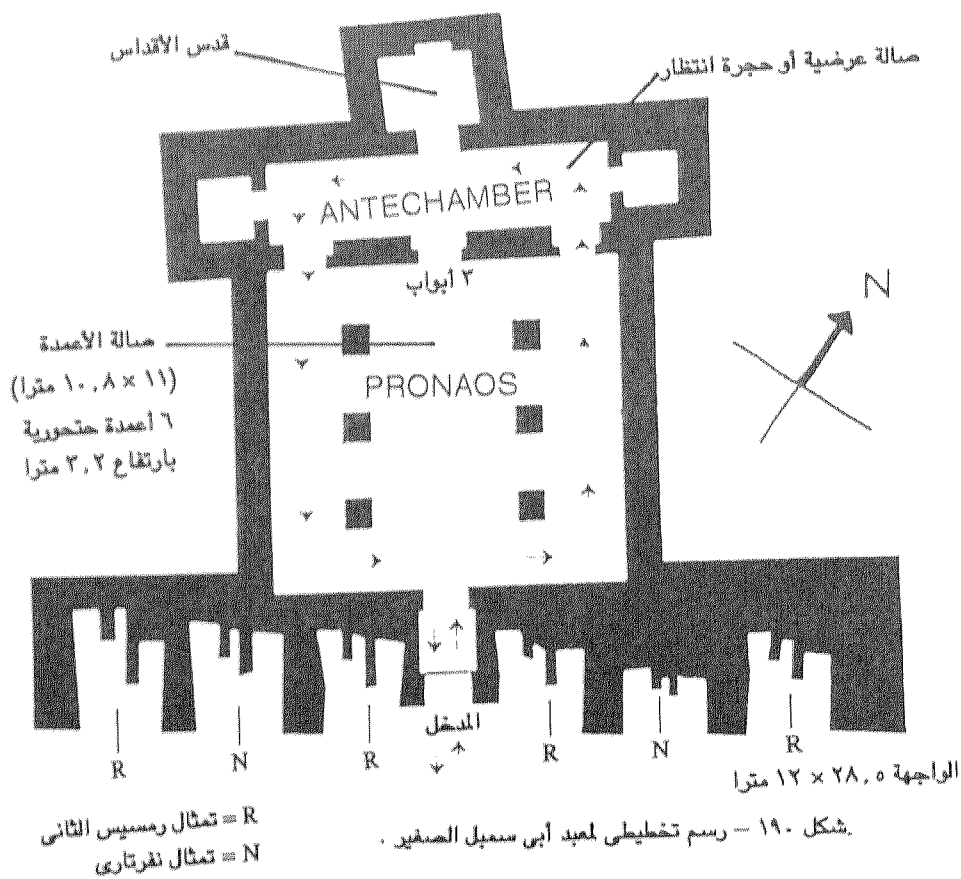 قدس الأقداس
صالة عرضية أو حجرة انتظار
ANTECHAMBER
٣ أبواب
N
صالة الأعمدة
(١١ × ١٠,٨ مترا)
٦ أعمدة حتحورية
بارتفاع ٣,٢ مترا
PRONAOS
المدخل
R
N
R
R
N
R
الواجهة ٢٨,٥ × ١٢ مترا
R = تمثال رمسيس الثانى
N = تمثال نفرتارى
شكل ١٩٠ – رسم تخطيطى لمعبد أبى سمبل الصغير .